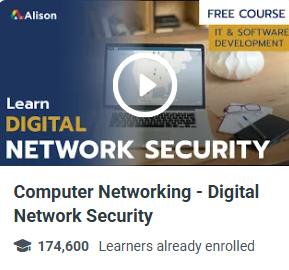 Alison
FREE COURSE
IT & SOFTWARE
DEVELOPMENT
Learn
DIGITAL
NETWORK SECURITY
Computer Networking - Digital
Network Security
174,600 Learners already enrolled